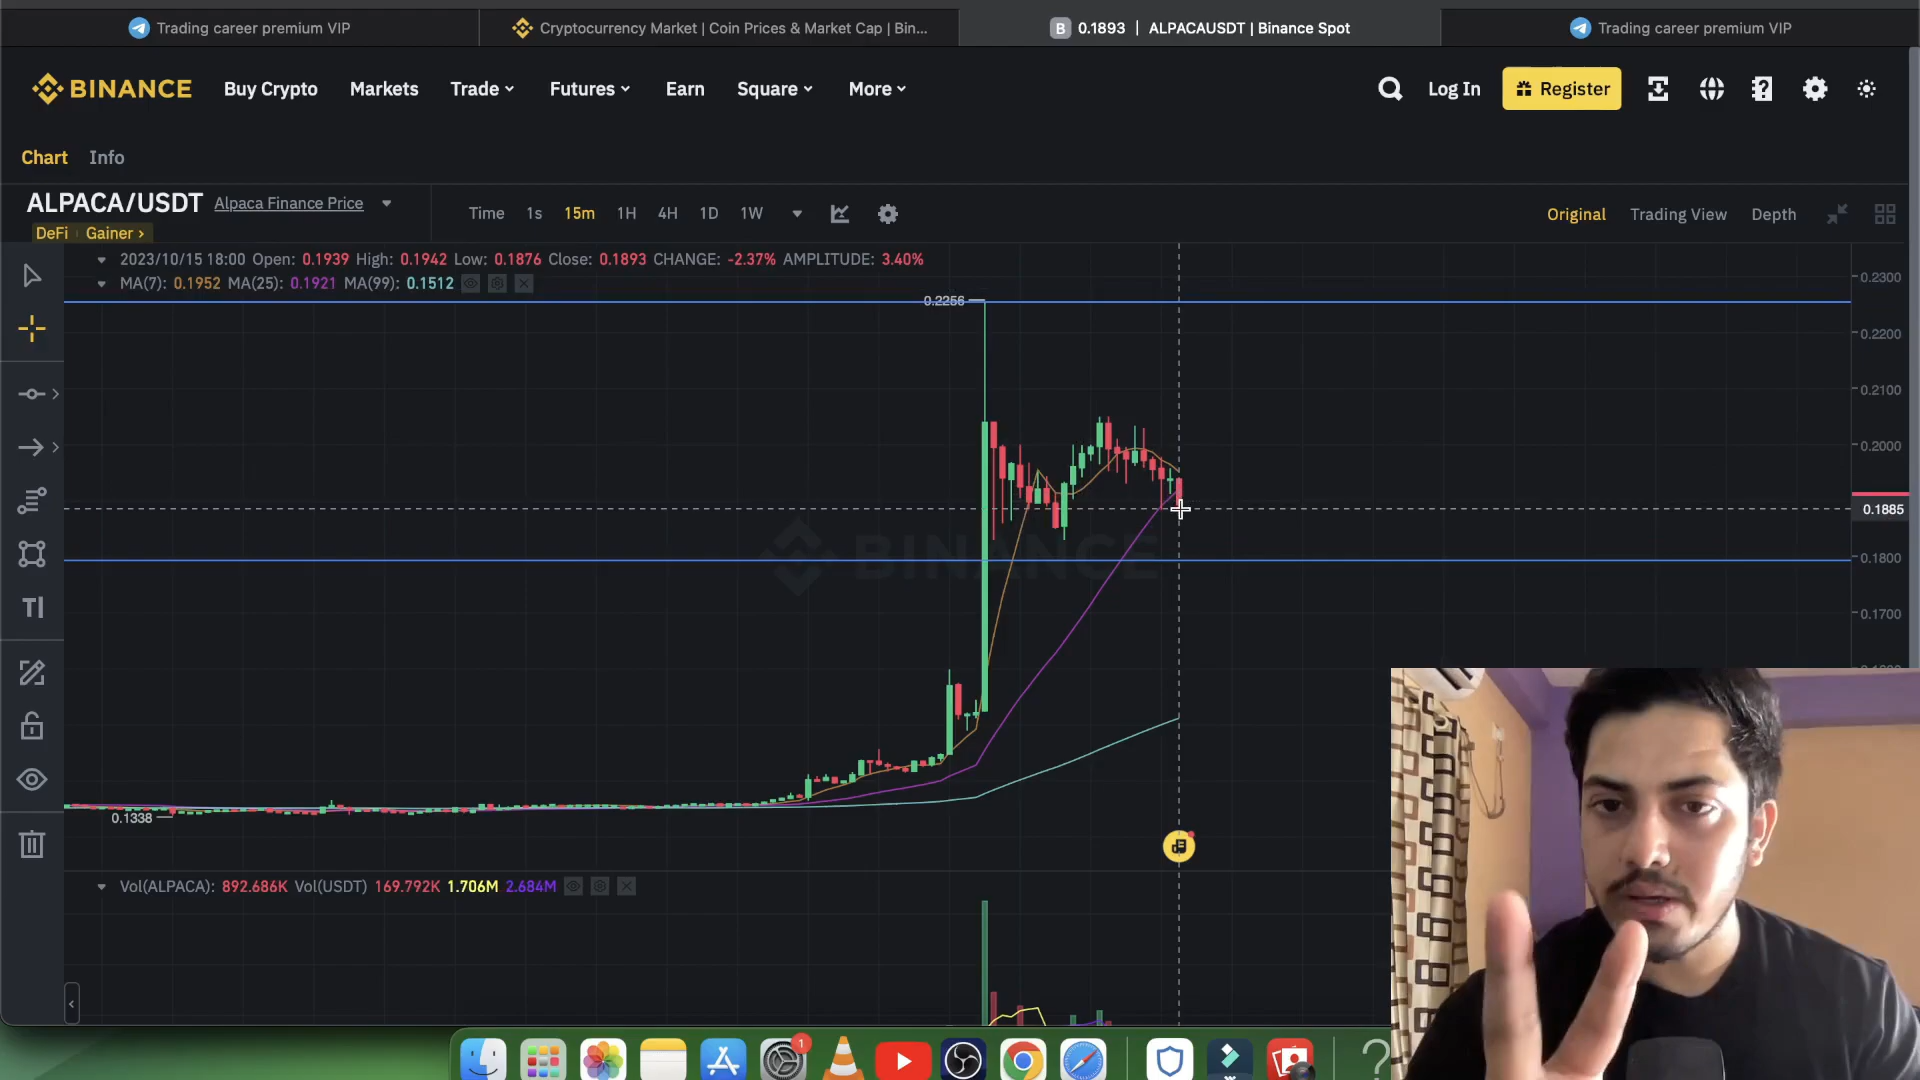 Trading career premium VIP
Cryptocurrency Market | Coin Prices & Market Cap | Bin...
B 0.1893 | ALPACAUSDT | Binance Spot
Trading career premium VIP
BINANCE Buy Crypto Markets Trade Futures Earn Square More Log In Register
Chart Info
ALPACA/USDT Alpaca Finance Price Time 1s 15m 1H 4H 1D 1W Original Trading View Depth
DeFi Gainer >
2023/10/15 18:00 Open: 0.1939 High: 0.1942 Low: 0.1876 Close: 0.1893 CHANGE: -2.37% AMPLITUDE: 3.40%
MA(7): 0.1952 MA(25): 0.1921 MA(99): 0.1512
0.2300
0.2256
0.2200
0.2100
0.2000
0.1885
BINANCE
0.1800
0.1700
0.1338
Vol(ALPACA): 892.686K Vol(USDT) 169.792K 1.706M 2.684M
1